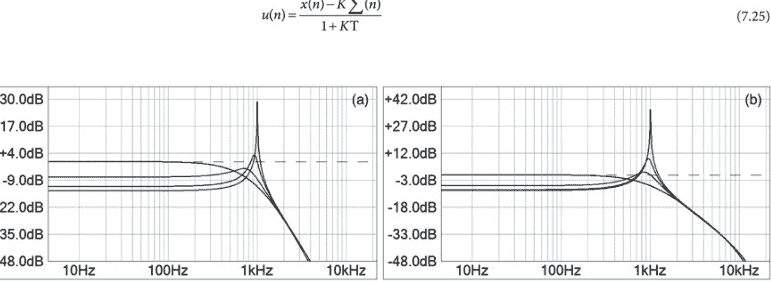 u(n) = x(n) − K ∑ (n) / 1 + KT (7.25)
30.0dB (a)
17.0dB
+4.0dB
-9.0dB
22.0dB
35.0dB
48.0dB
10Hz 100Hz 1kHz 10kHz
+42.0dB (b)
+27.0dB
+12.0dB
-3.0dB
-18.0dB
-33.0dB
-48.0dB
10Hz 100Hz 1kHz 10kHz